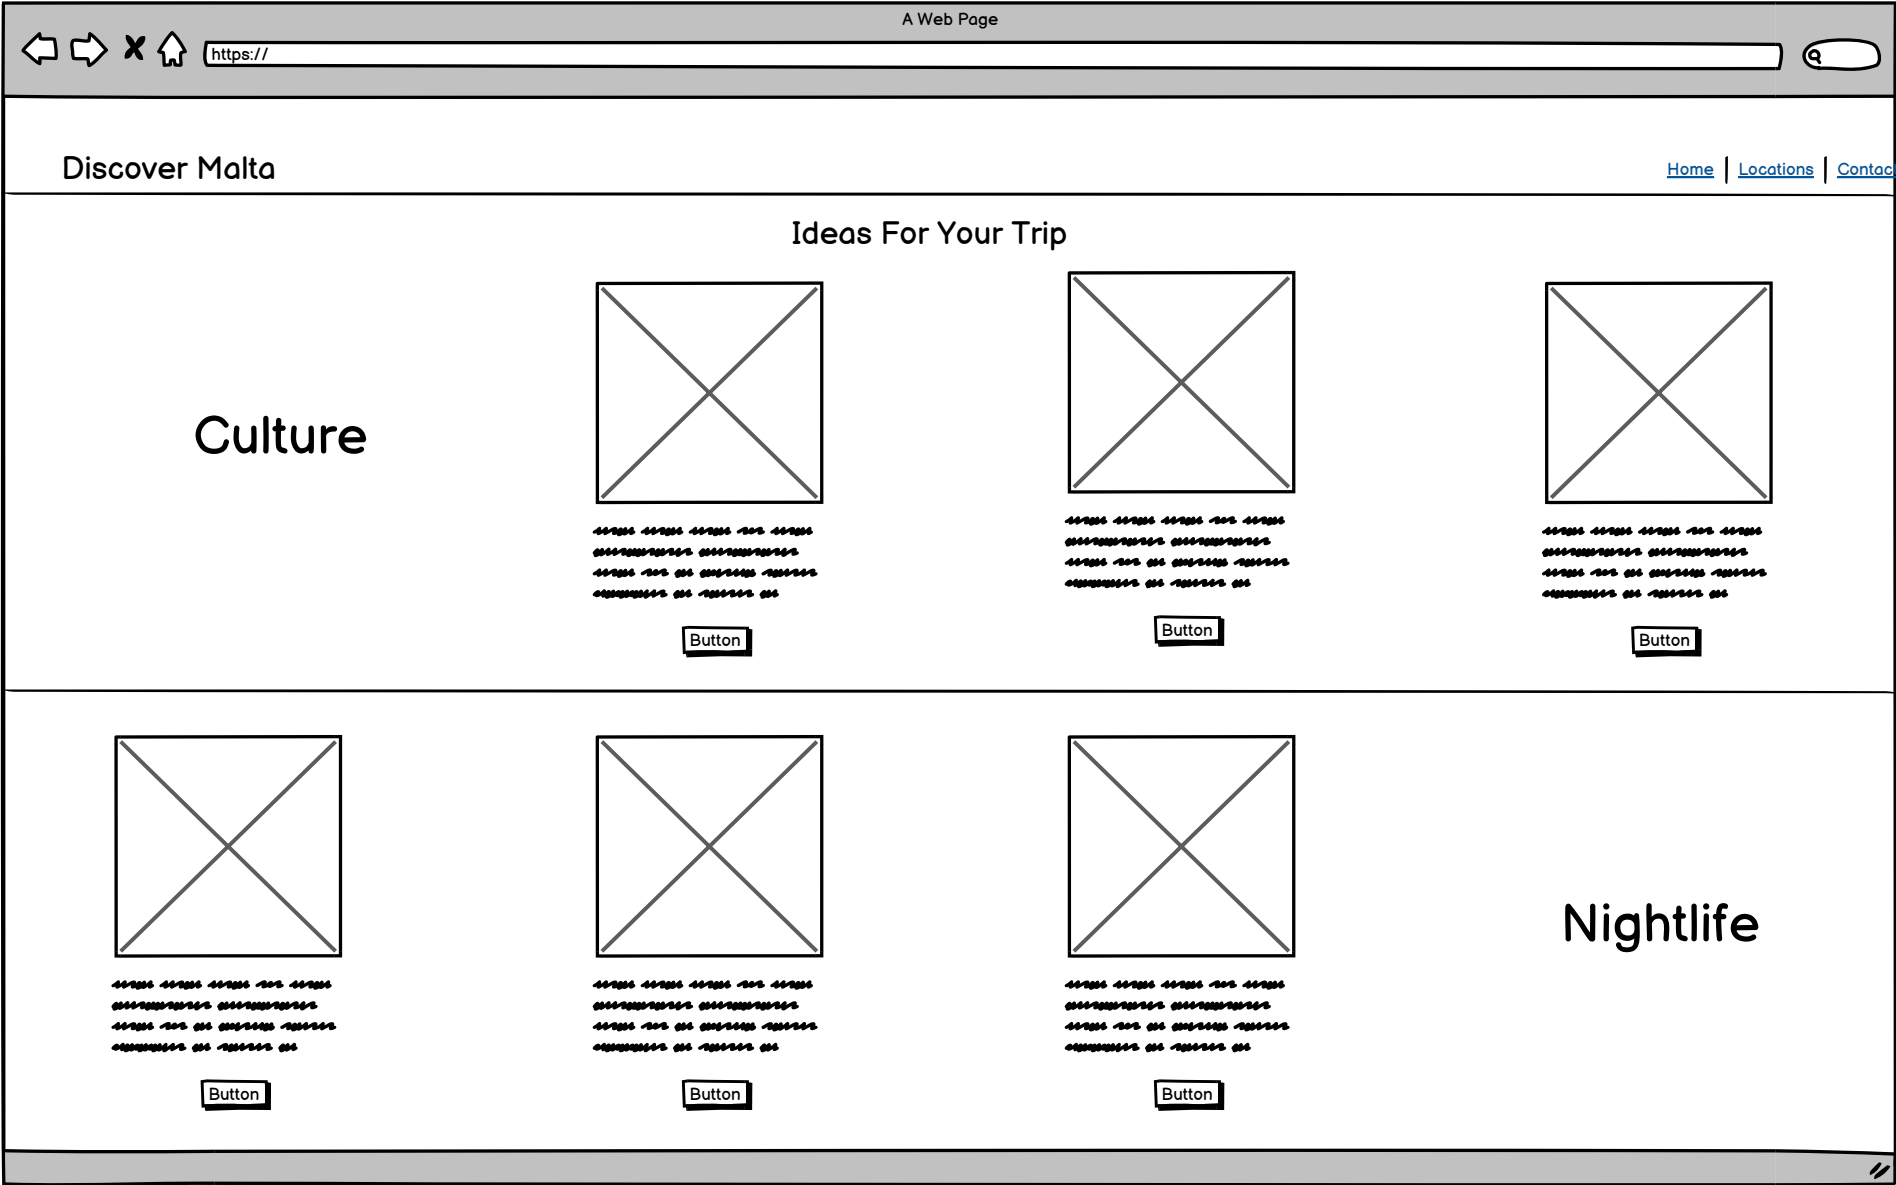 A Web Page
https://
Discover Malta
Home
Locations
Contac
Ideas For Your Trip
Culture
Button
Button
Button
Nightlife
Button
Button
Button